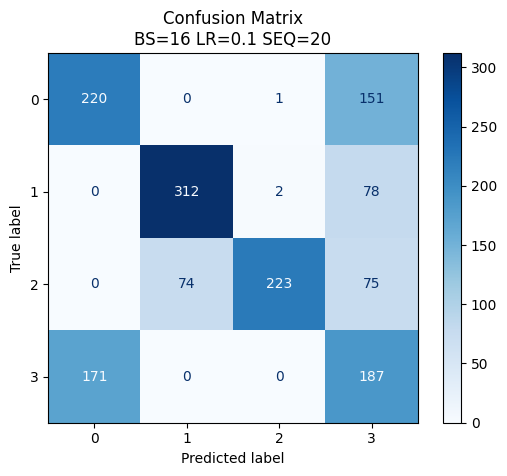 Confusion Matrix
BS=16 LR=0.1 SEQ=20
0 220 0 1 151
1 0 312 2 78
2 0 74 223 75
3 171 0 0 187
0 1 2 3
True label
Predicted label
300
250
200
150
100
50
0